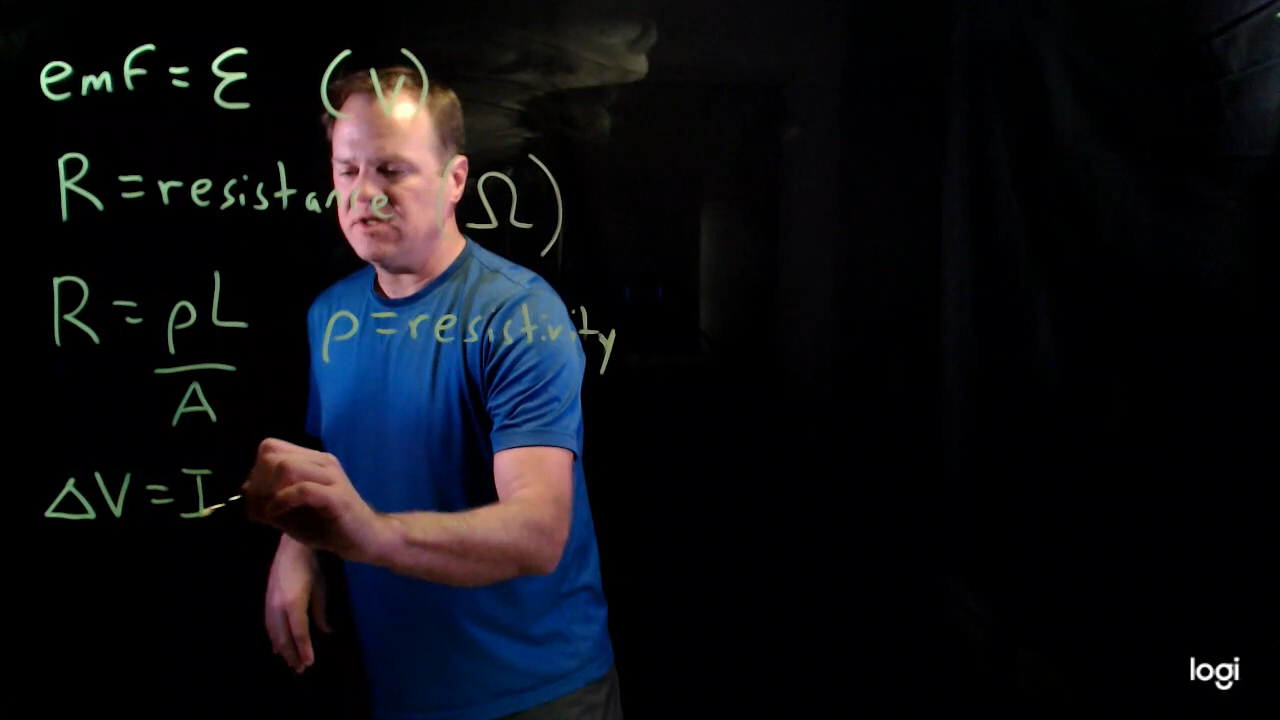 emf = ε (V)
R = resistance (Ω)
R = ρL/A ρ = resistivity
ΔV = I
logi